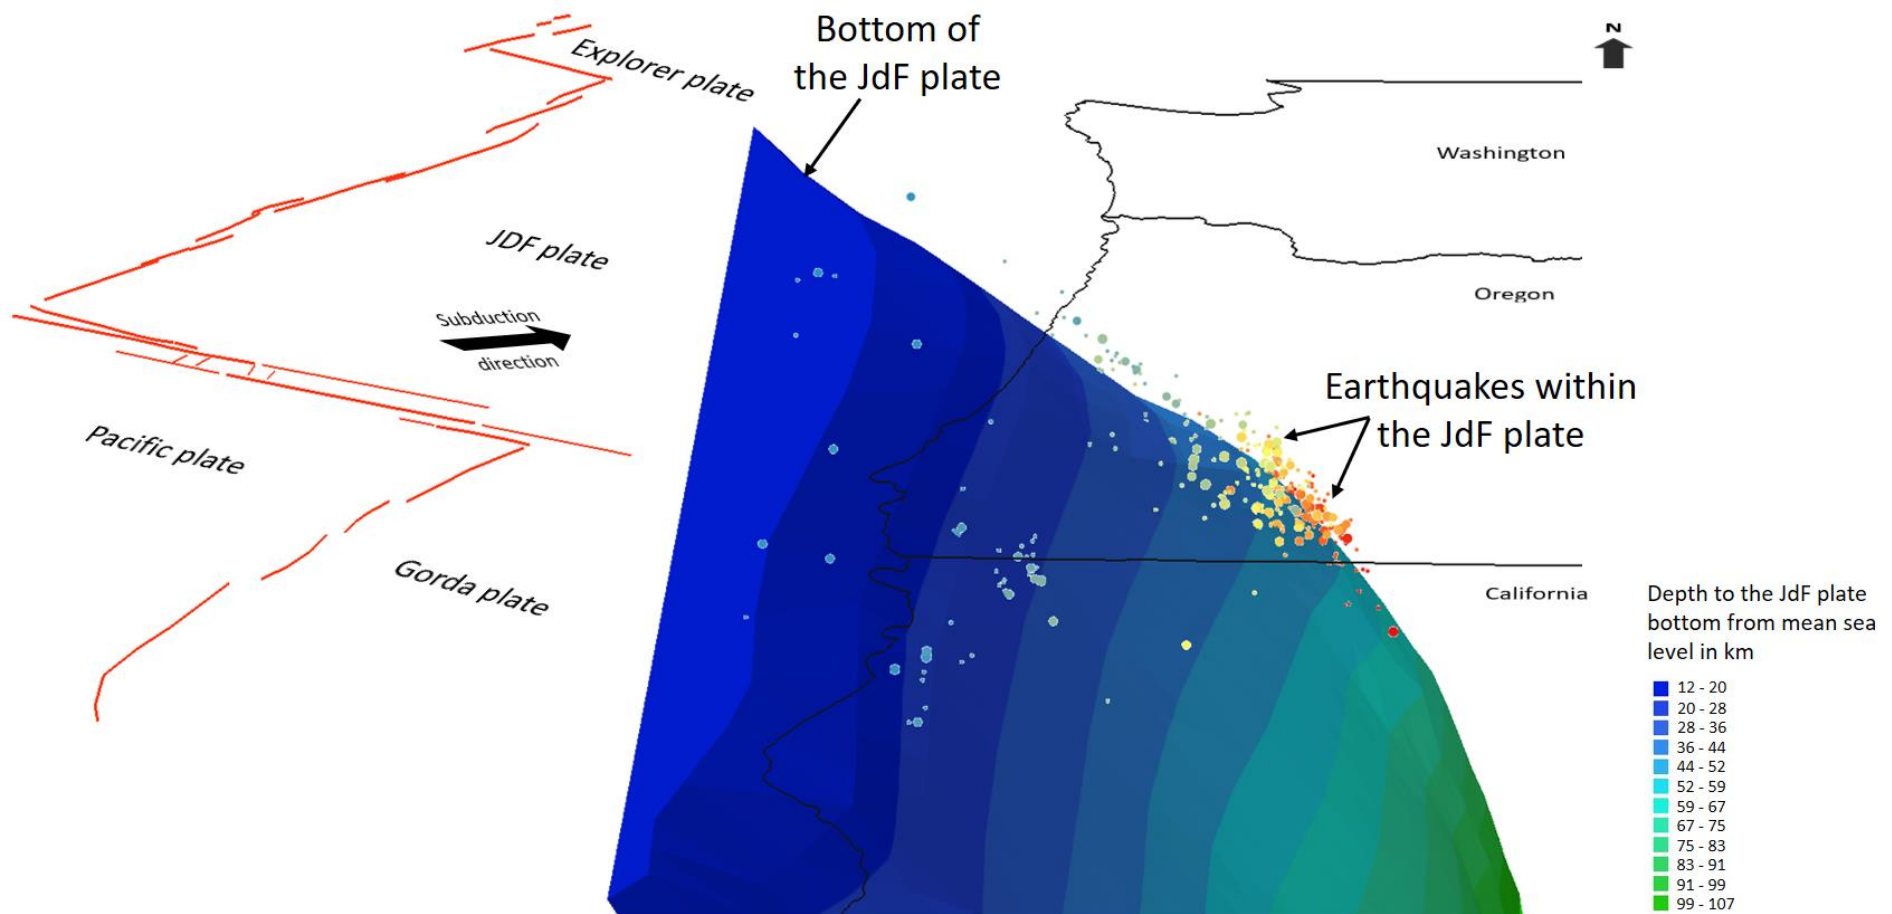 N
Bottom of
the JdF plate
Explorer plate
Washington
JDF plate
Oregon
Subduction
direction
Earthquakes within
the JdF plate
Pacific plate
Gorda plate
California
Depth to the JdF plate
bottom from mean sea
level in km
12 - 20
20 - 28
28 - 36
36 - 44
44 - 52
52 - 59
59 - 67
67 - 75
75 - 83
83 - 91
91 - 99
99 - 107